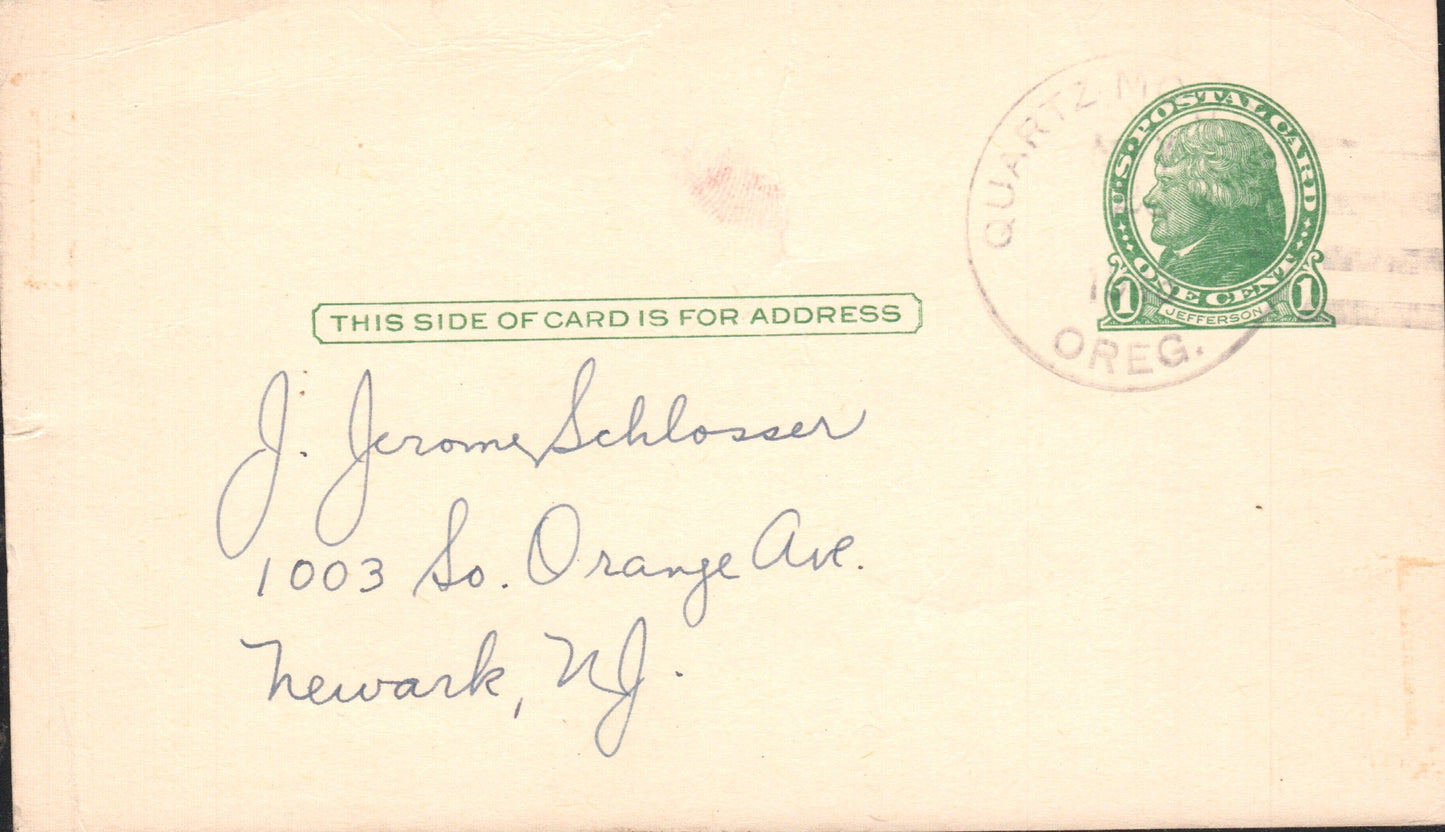 QUARTZ
OREG.
U.S. POSTAL CARD
ONE CENT
1 JEFFERSON 1
THIS SIDE OF CARD IS FOR ADDRESS
J. Jerome Schlosser
1003 So. Orange Ave.
Newark, NJ.